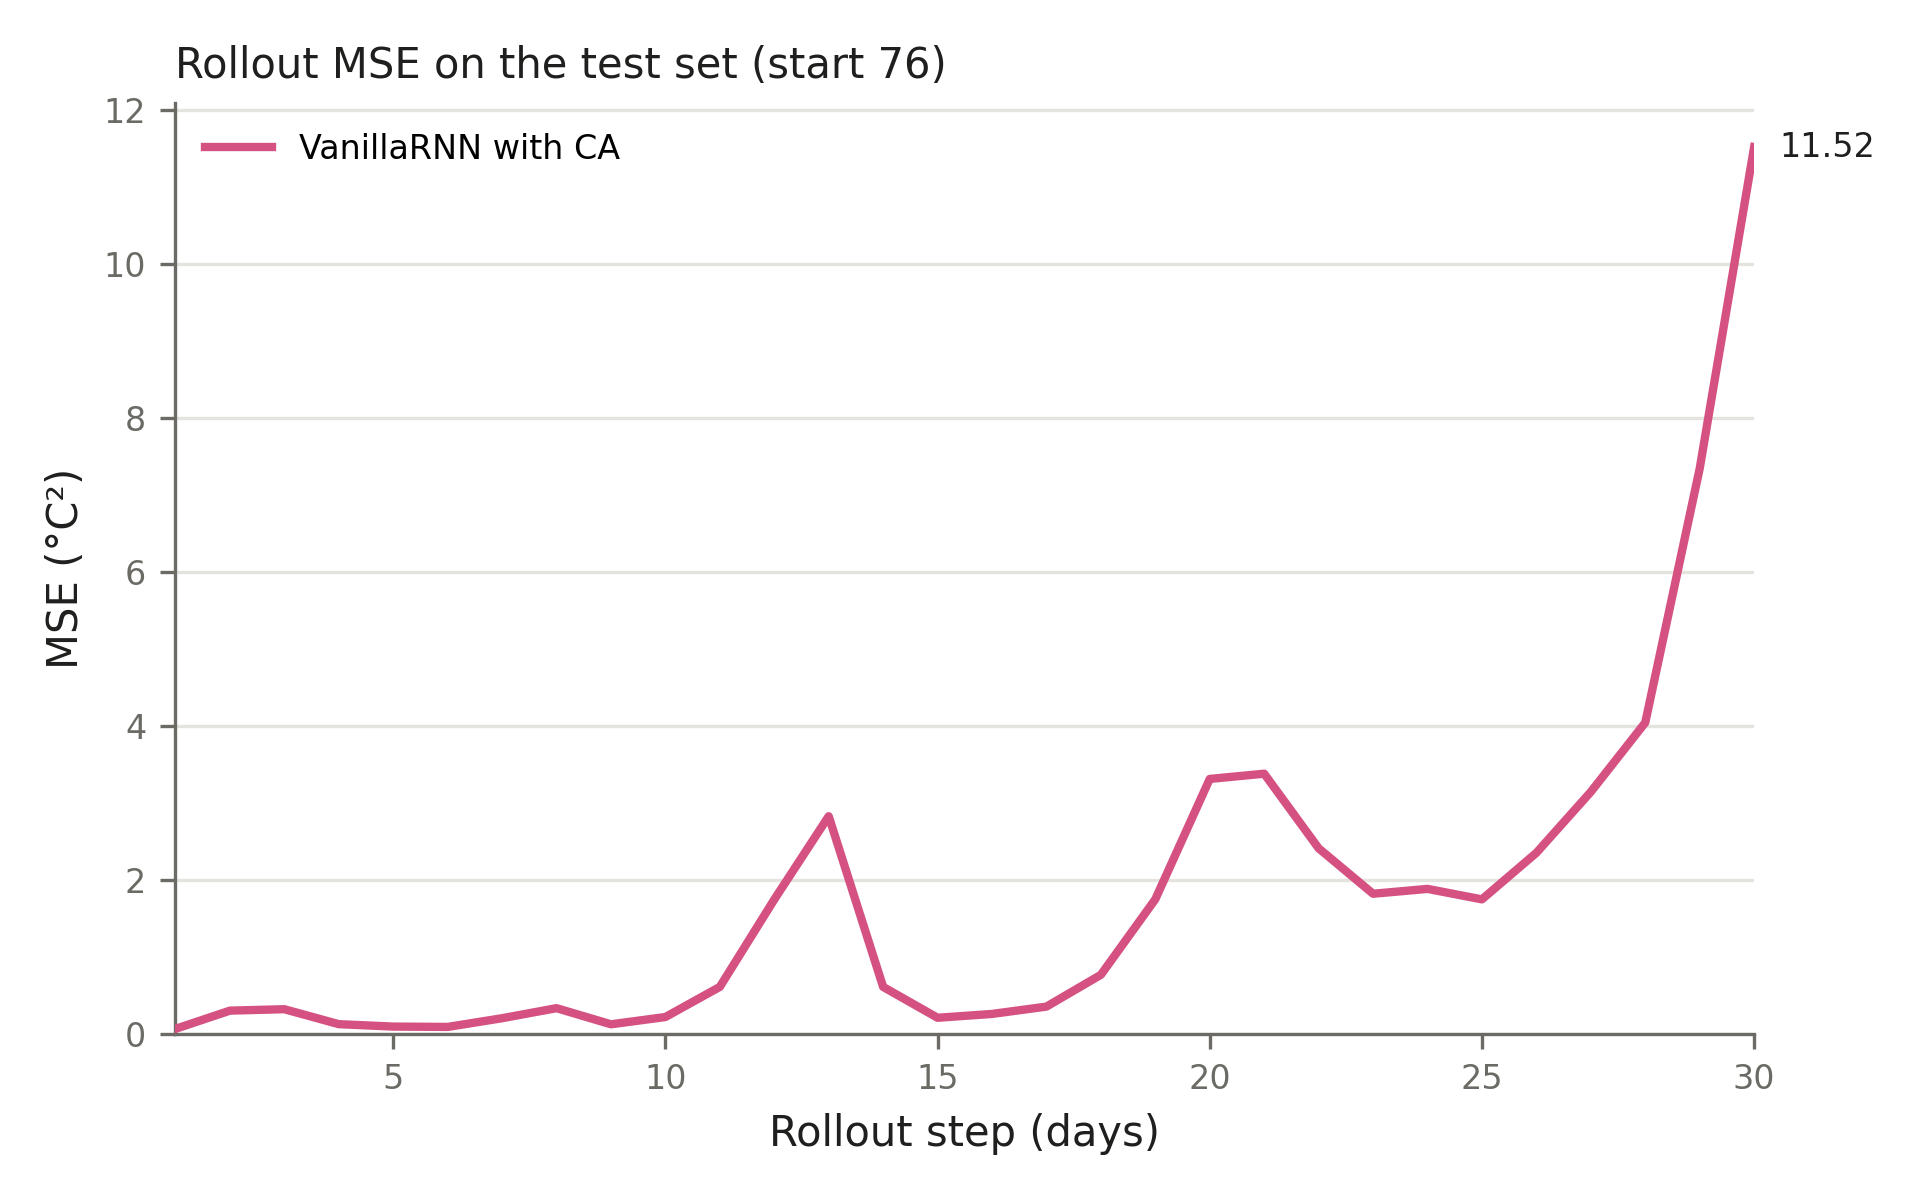 Rollout MSE on the test set (start 76)
VanillaRNN with CA
11.52
MSE (°C²)
12
10
8
6
4
2
0
5 10 15 20 25 30
Rollout step (days)